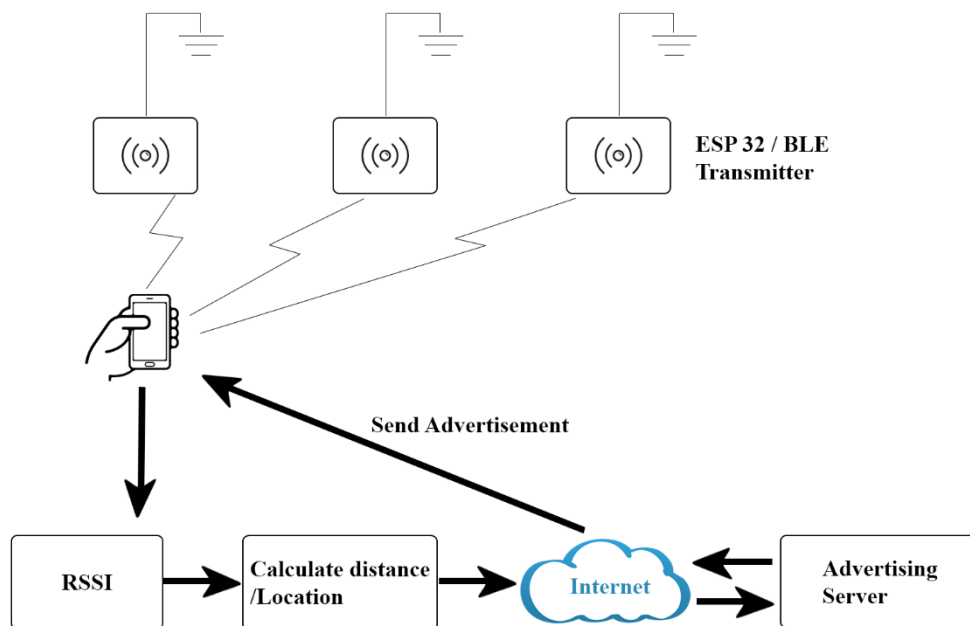 ESP 32 / BLE
Transmitter
Send Advertisement
RSSI
Calculate distance
/Location
Internet
Advertising
Server